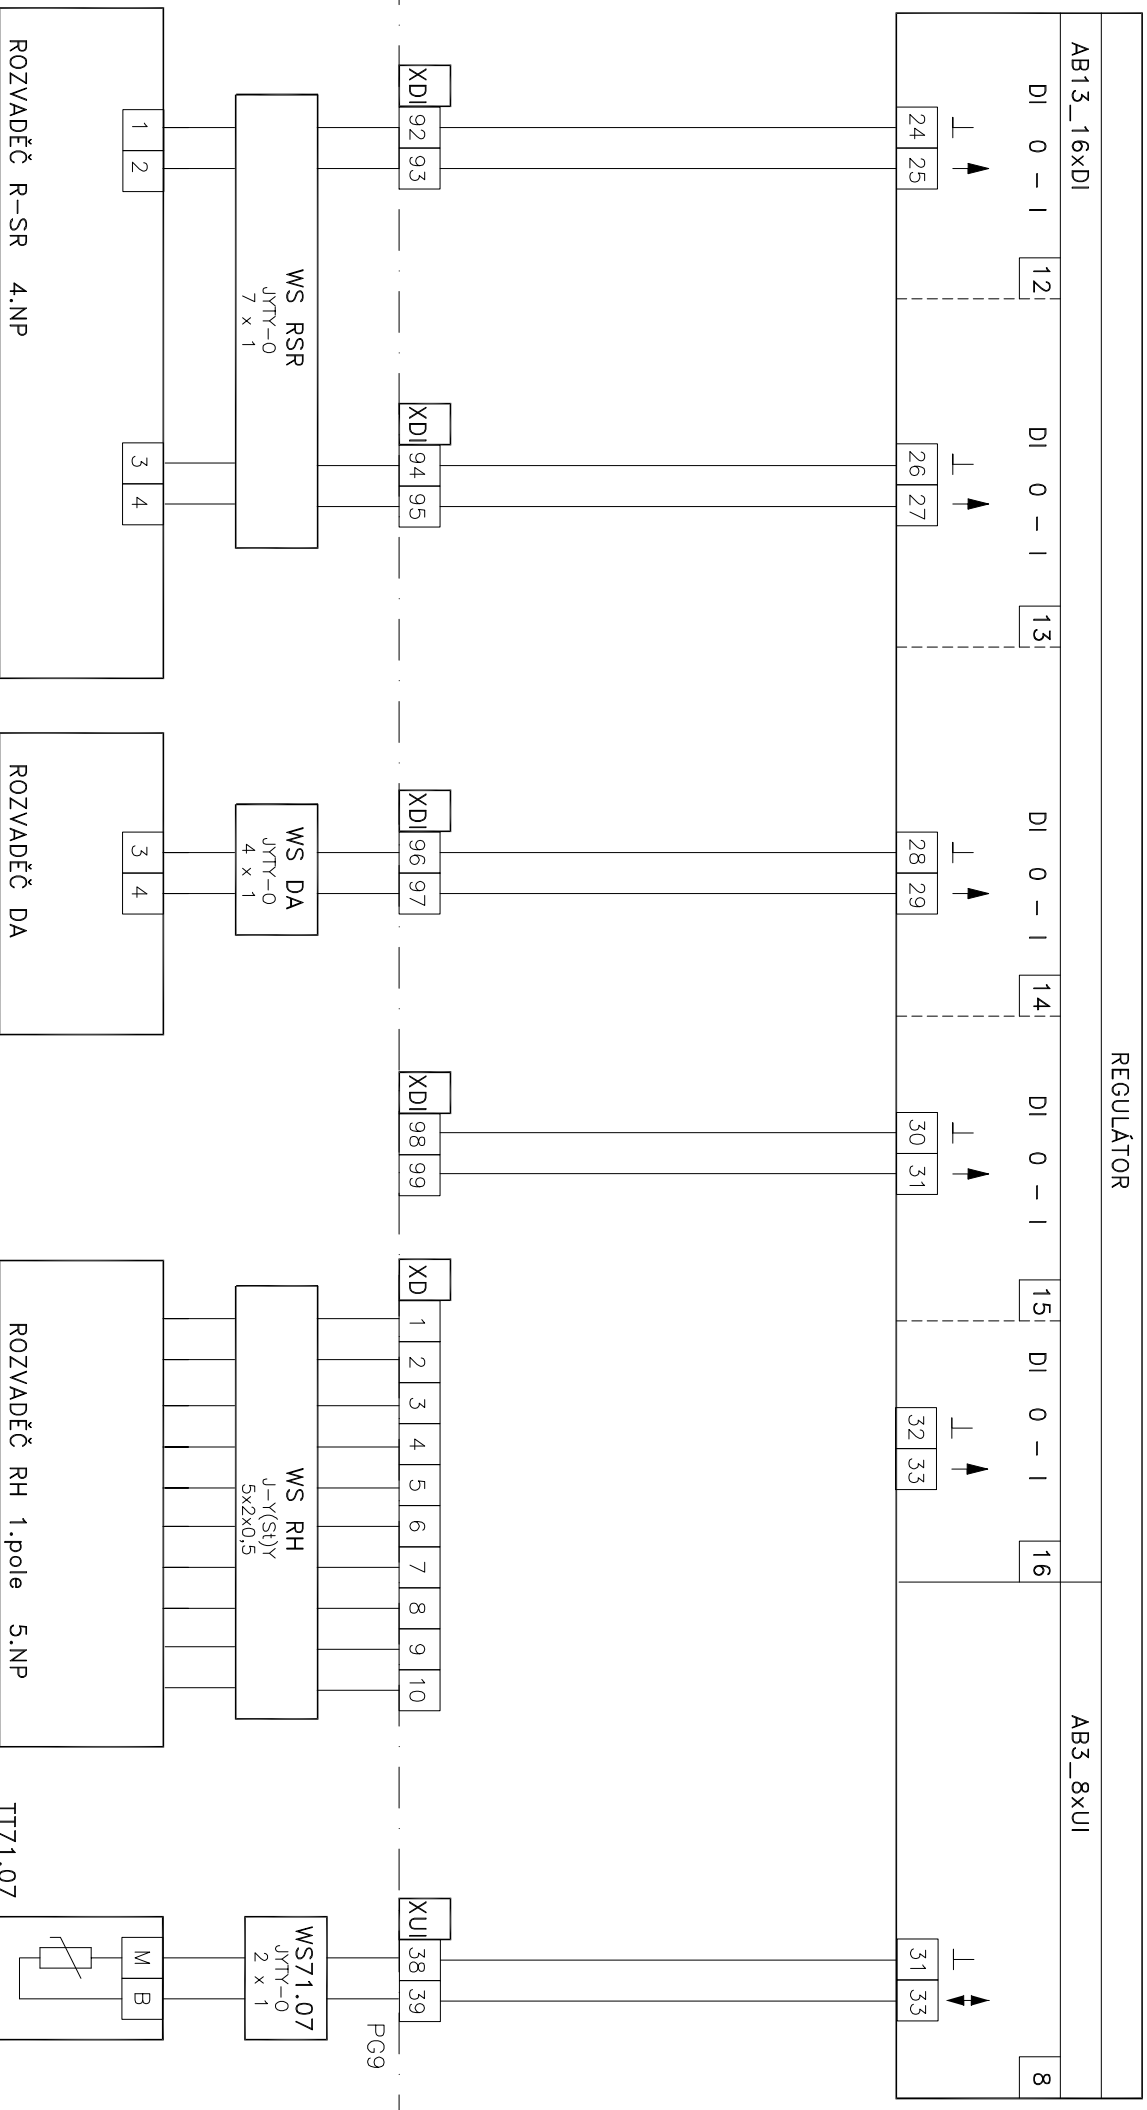 REGULÁTOR
AB13_16xDI
AB3_8xUI
DI 0 - I
DI 0 - I
DI 0 - I
DI 0 - I
DI 0 - I
12
13
14
15
16
8
24 25
26 27
28 29
30 31
32 33
31 33
XDI 92 93
XDI 94 95
XDI 96 97
XDI 98 99
XD 1 2 3 4 5 6 7 8 9 10
XUI 38 39
PG9
WS RSR
JYTY-O
7 x 1
WS DA
JYTY-O
4 x 1
WS RH
J-Y(St)Y
5x2x0,5
WS71.07
JYTY-O
2 x 1
1 2
3 4
3 4
M B
ROZVADĚČ R-SR 4.NP
ROZVADĚČ DA
ROZVADĚČ RH 1.pole 5.NP
TT71.07